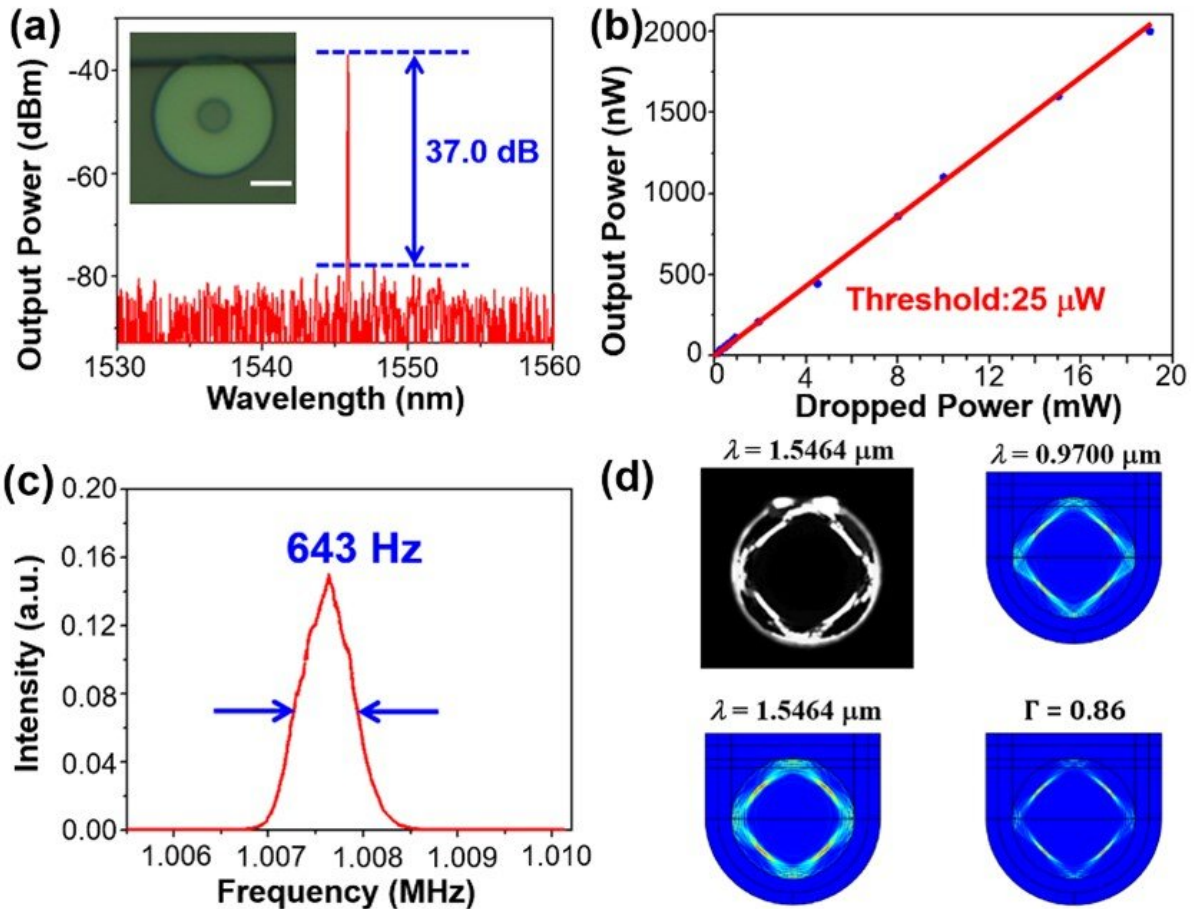 (a)
Output Power (dBm)
-40
-60
-80
37.0 dB
1530
1540
1550
1560
Wavelength (nm)
(b)
Output Power (nW)
2000
1500
1000
500
0
Threshold:25 μW
0
4
8
12
16
20
Dropped Power (mW)
(c)
Intensity (a.u.)
0.20
0.16
0.12
0.08
0.04
0.00
643 Hz
1.006
1.007
1.008
1.009
1.010
Frequency (MHz)
(d)
λ = 1.5464 μm
λ = 0.9700 μm
λ = 1.5464 μm
Γ = 0.86